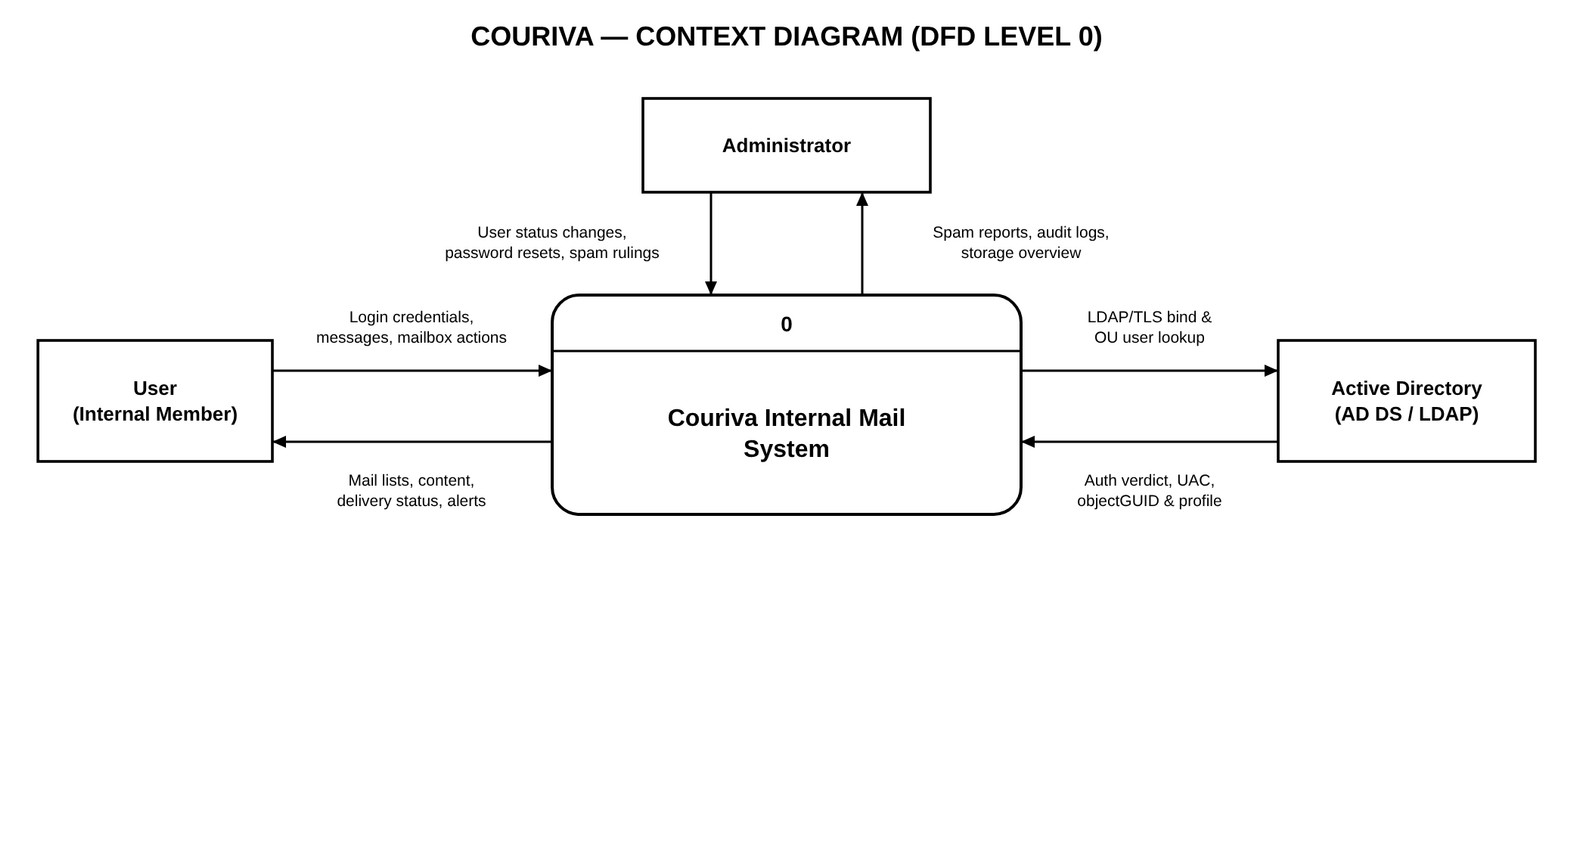 COURIVA — CONTEXT DIAGRAM (DFD LEVEL 0)
Administrator
User status changes,
password resets, spam rulings
Spam reports, audit logs,
storage overview
Login credentials,
messages, mailbox actions
0
LDAP/TLS bind &
OU user lookup
User
(Internal Member)
Couriva Internal Mail
System
Active Directory
(AD DS / LDAP)
Mail lists, content,
delivery status, alerts
Auth verdict, UAC,
objectGUID & profile